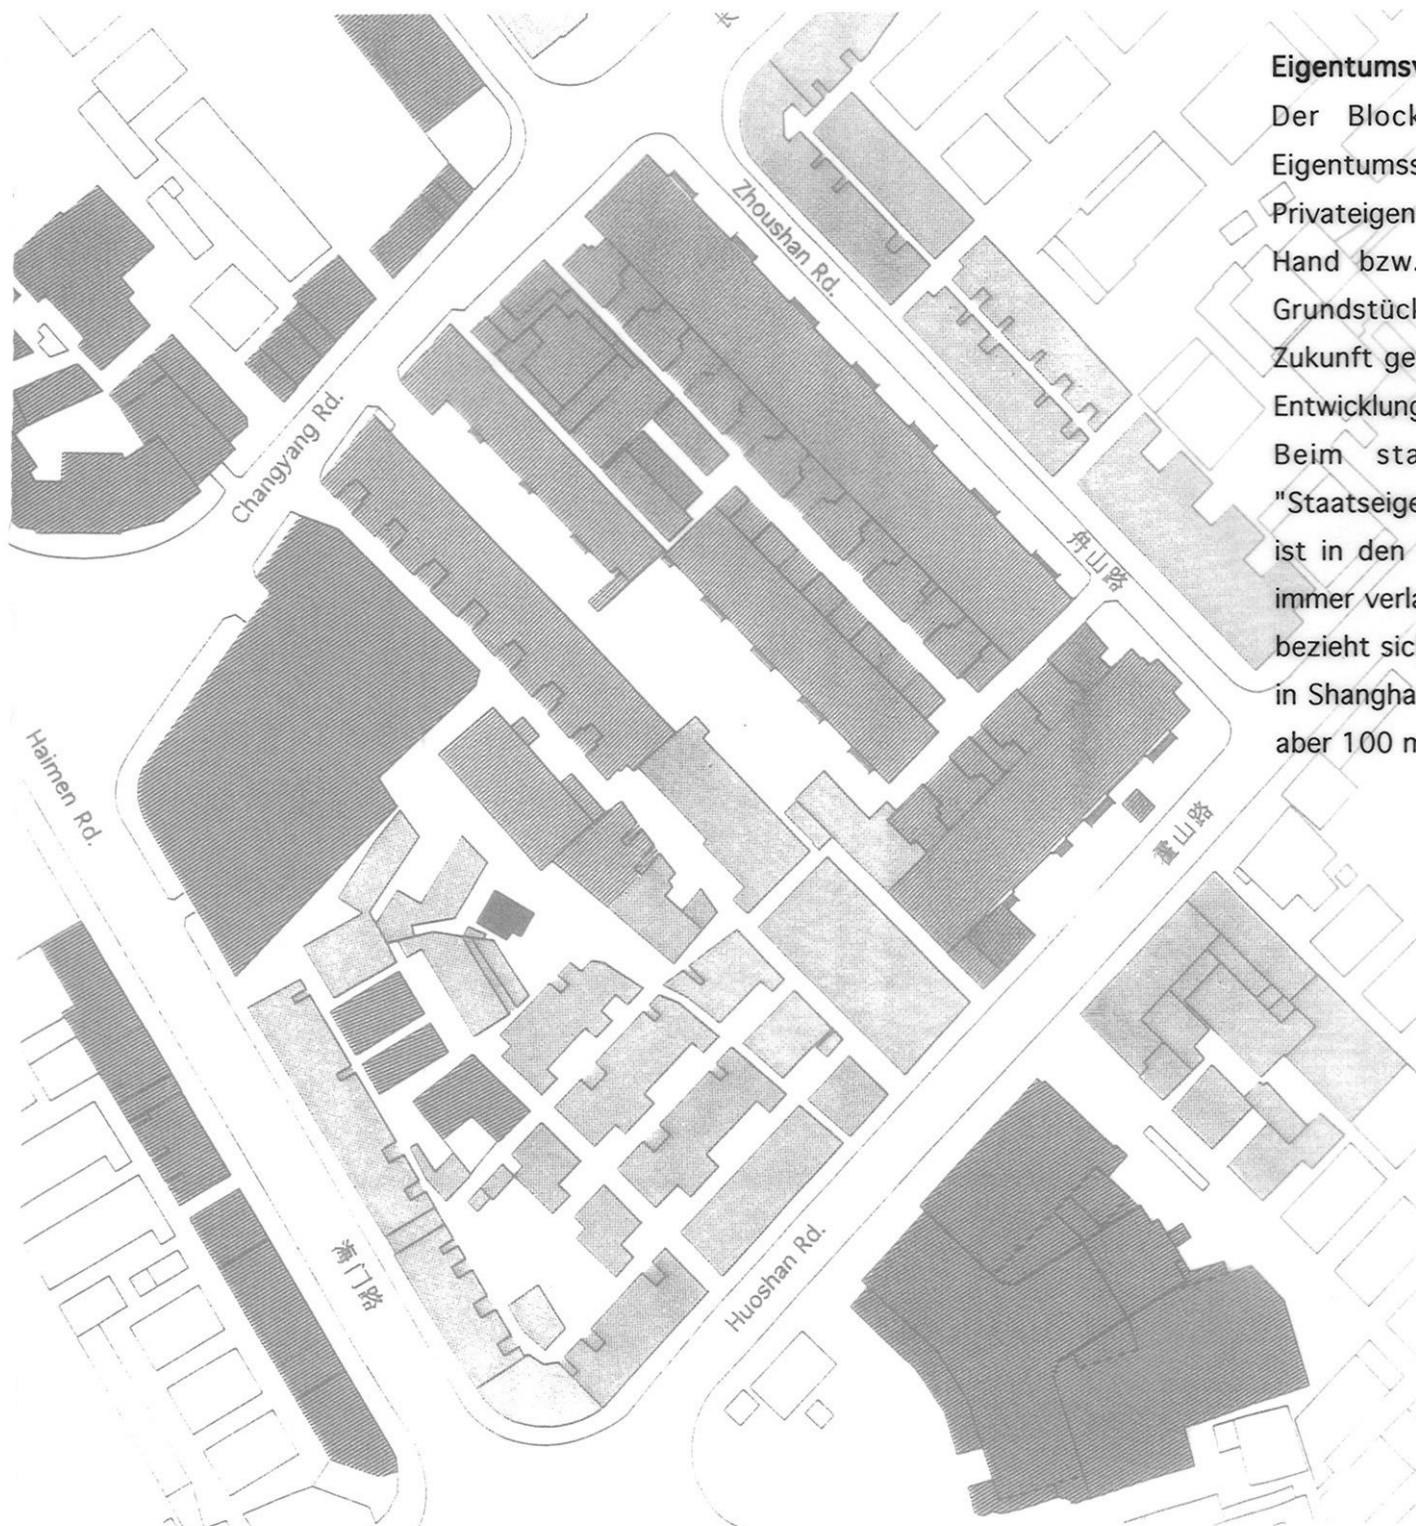 Eigentumsv
Der Block
Eigentumss
Privateigen
Hand bzw.
Grundstück
Zukunft ge
Entwicklung
Beim sta
"Staatseige
ist in den
immer verla
bezieht sic
in Shangha
aber 100 m
Zhoushan Rd.
Changyang Rd.
舟山路
Haimen Rd.
霍山路
海门路
Huoshan Rd.